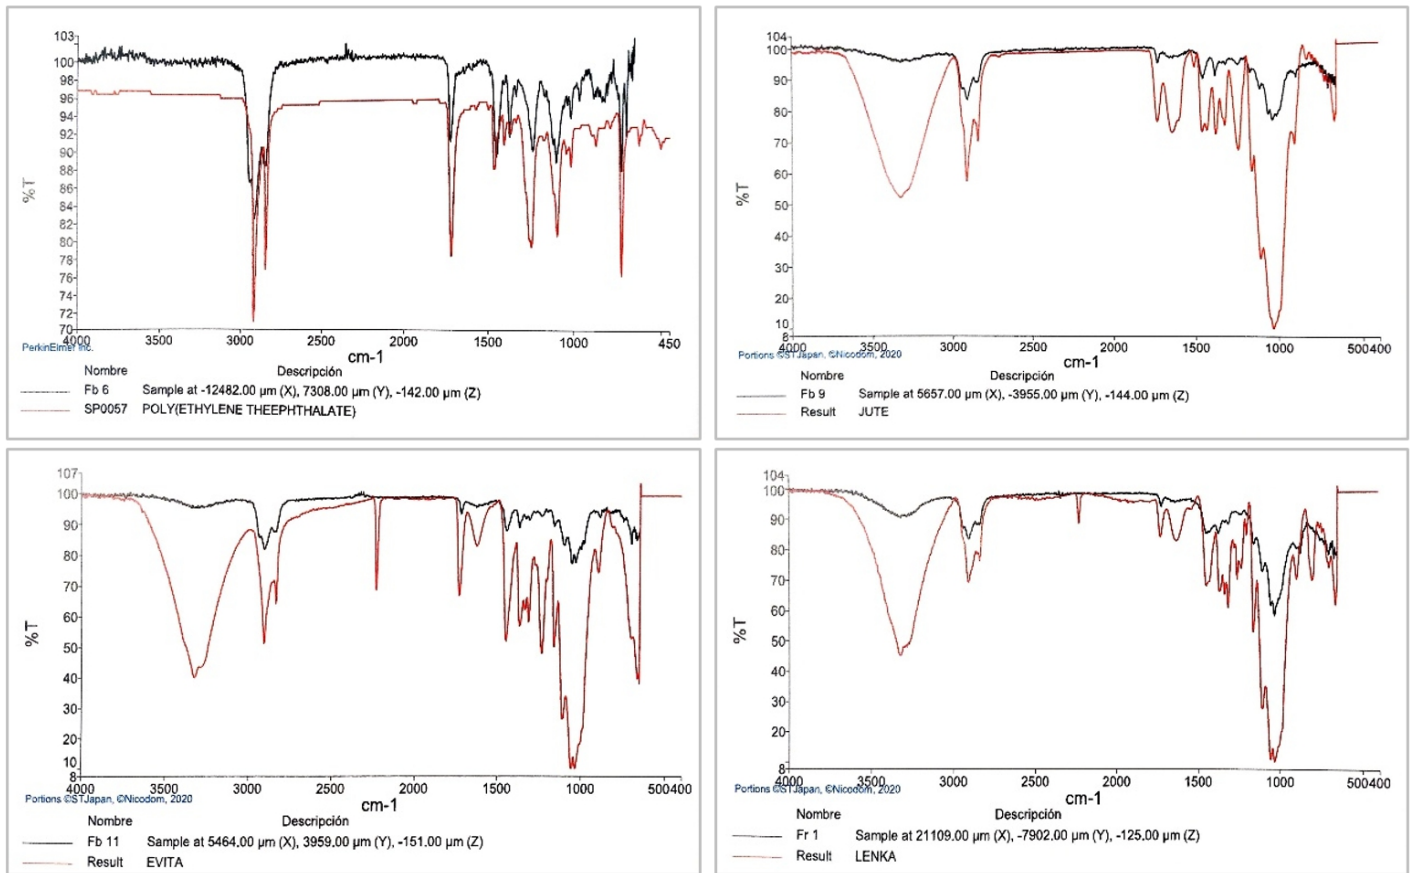 103
100
98
96
94
92
90
88
86
84
82
80
78
76
74
72
70
%T
4000 3500 3000 2500 2000 1500 1000 440
cm-1
PerkinElmer Inc.
Nombre Descripción
Fb 6 Sample at -12482.00 µm (X), 7308.00 µm (Y), -142.00 µm (Z)
SP0057 POLY(ETHYLENE THEEPHTHALATE)
104
100
90
80
70
60
50
40
30
20
10
8
%T
4000 3500 3000 2500 2000 1500 1000 500400
cm-1
Portions ©STJapan, ©Nicodom, 2020
Nombre Descripción
Fb 9 Sample at 5657.00 µm (X), -3955.00 µm (Y), -144.00 µm (Z)
Result JUTE
107
100
90
80
70
60
50
40
30
20
10
8
%T
4000 3500 3000 2500 2000 1500 1000 500400
cm-1
Portions ©STJapan, ©Nicodom, 2020
Nombre Descripción
Fb 11 Sample at 5464.00 µm (X), 3959.00 µm (Y), -151.00 µm (Z)
Result EVITA
104
100
90
80
70
60
50
40
30
20
8
%T
4000 3500 3000 2500 2000 1500 1000 500400
cm-1
Portions ©STJapan, ©Nicodom, 2020
Nombre Descripción
Fr 1 Sample at 21109.00 µm (X), -7902.00 µm (Y), -125.00 µm (Z)
Result LENKA